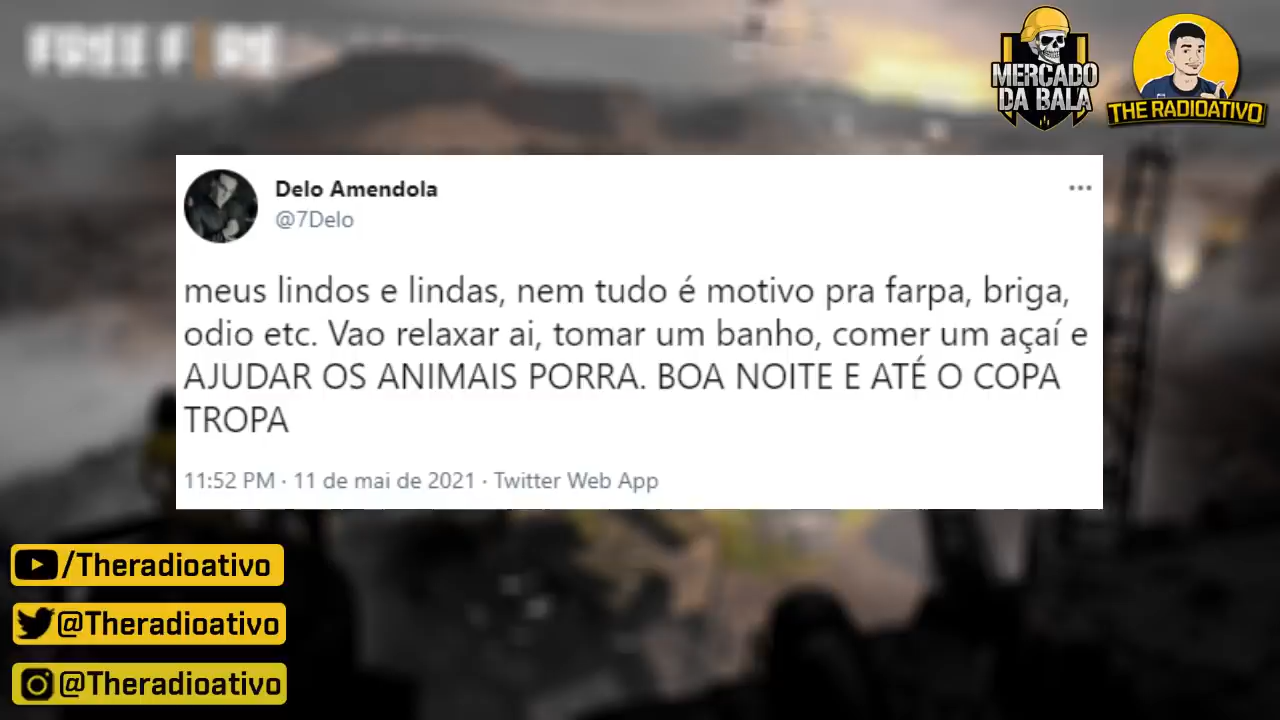 FREE FIRE
MERCADO
DA BALA
THE RADIOATIVO
Delo Amendola
@7Delo
meus lindos e lindas, nem tudo é motivo pra farpa, briga,
odio etc. Vao relaxar ai, tomar um banho, comer um açaí e
AJUDAR OS ANIMAIS PORRA. BOA NOITE E ATÉ O COPA
TROPA
11:52 PM · 11 de mai de 2021 · Twitter Web App
/Theradioativo
@Theradioativo
@Theradioativo